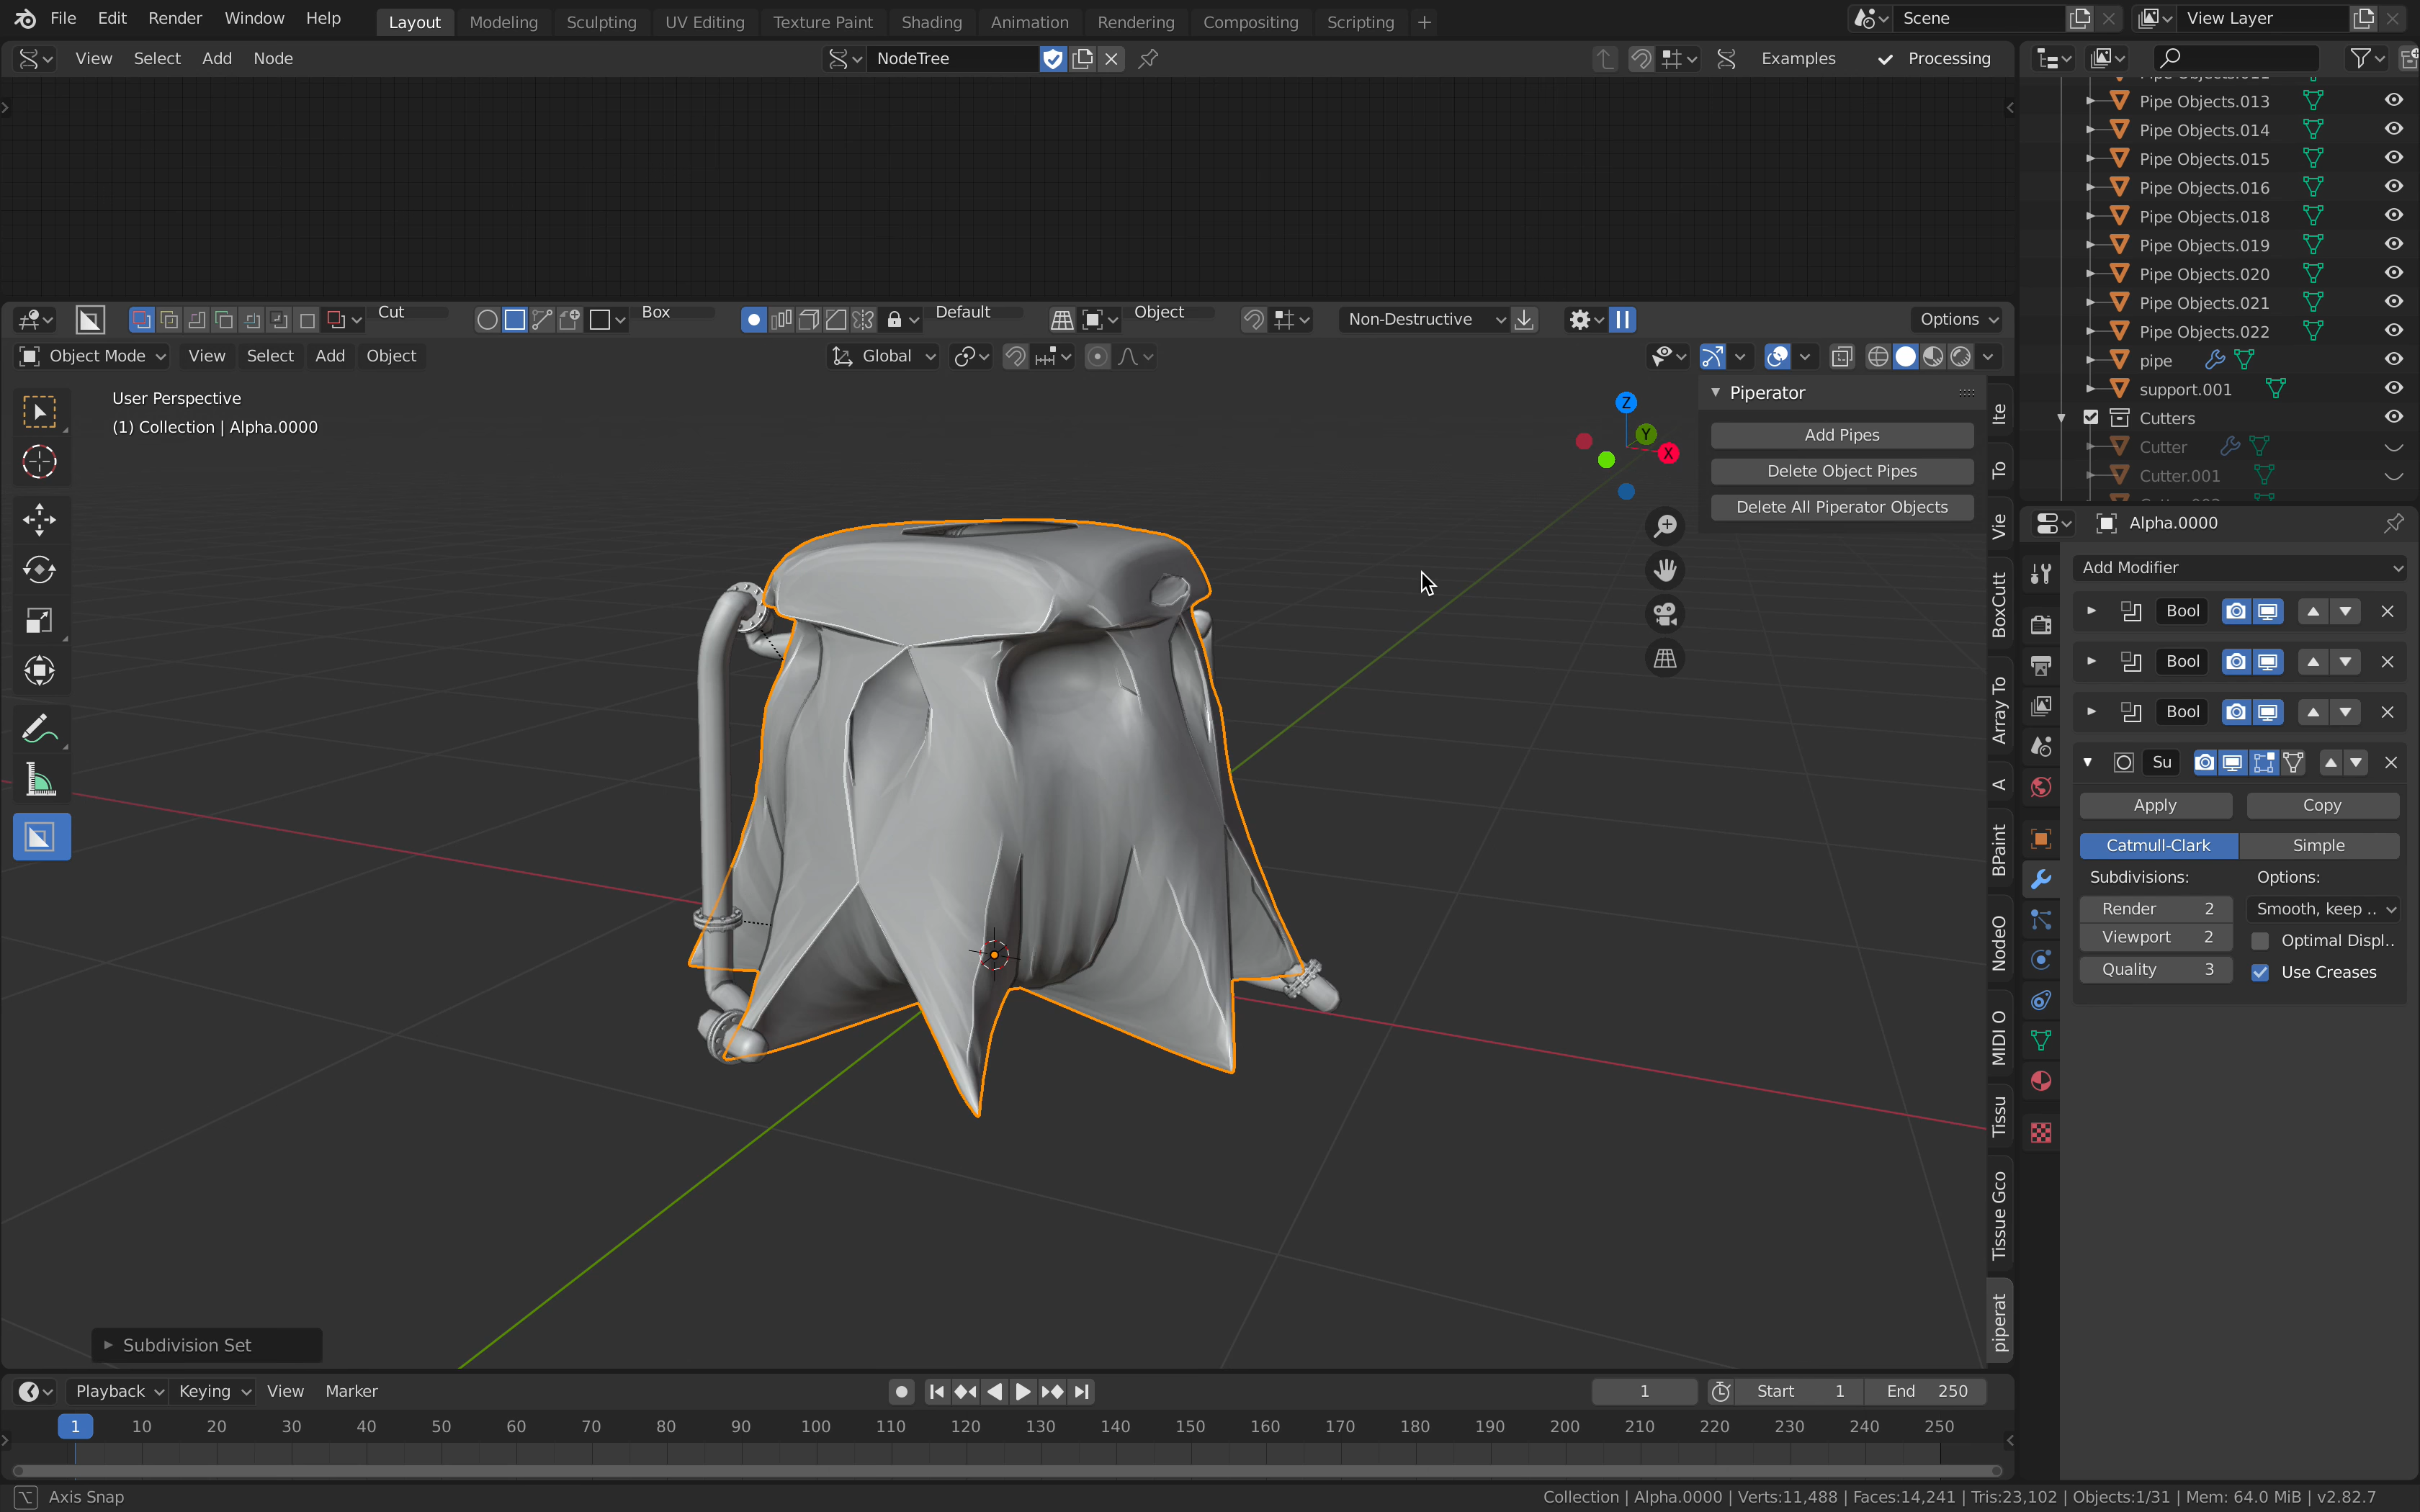 File Edit Render Window Help Layout Modeling Sculpting UV Editing Texture Paint Shading Animation Rendering Compositing Scripting + Scene View Layer
View Select Add Node NodeTree Examples Processing
Pipe Objects.013
Pipe Objects.014
Pipe Objects.015
Pipe Objects.016
Pipe Objects.018
Pipe Objects.019
Pipe Objects.020
Pipe Objects.021
Pipe Objects.022
pipe
support.001
Cutters
Cutter
Cutter.001
Cut Box Default Object Non-Destructive Options
Object Mode View Select Add Object Global
User Perspective
(1) Collection | Alpha.0000
Z
Y
X
Piperator
Add Pipes
Delete Object Pipes
Delete All Piperator Objects
Ite
To
Vie
BoxCutt
Array To
A
BPaint
NodeO
MIDI O
Tissu
Tissue Gco
piperat
Alpha.0000
Add Modifier
Bool
Bool
Bool
Su
Apply Copy
Catmull-Clark Simple
Subdivisions: Options:
Render 2 Smooth, keep ..
Viewport 2 Optimal Displ..
Quality 3 Use Creases
Subdivision Set
Playback Keying View Marker 1 Start 1 End 250
1 10 20 30 40 50 60 70 80 90 100 110 120 130 140 150 160 170 180 190 200 210 220 230 240 250
Axis Snap Collection | Alpha.0000 | Verts:11,488 | Faces:14,241 | Tris:23,102 | Objects:1/31 | Mem: 64.0 MiB | v2.82.7